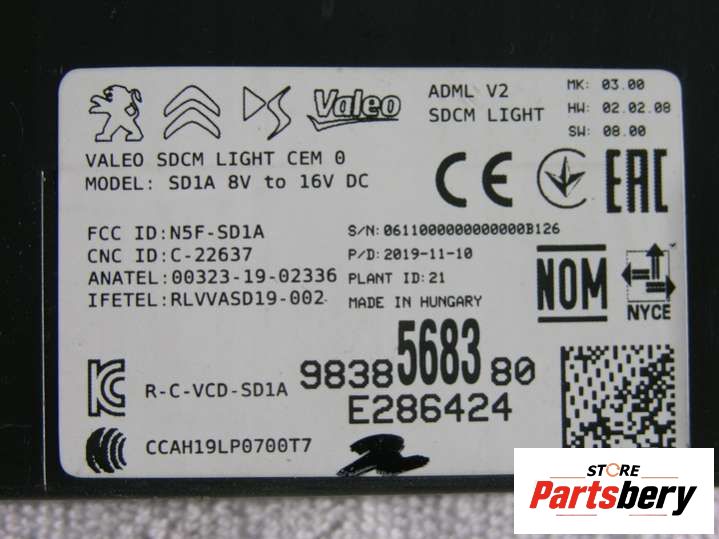 Valeo
ADML V2
SDCM LIGHT
MK: 03.00
HW: 02.02.08
SW: 08.00
VALEO SDCM LIGHT CEM 0
MODEL: SD1A 8V to 16V DC
CE
EAC
FCC ID:N5F-SD1A
CNC ID:C-22637
ANATEL:00323-19-02336
IFETEL:RLVVASD19-002
S/N:0611000000000000B126
P/D:2019-11-10
PLANT ID:21
MADE IN HUNGARY
NOM
NYCE
R-C-VCD-SD1A
9838568380
E286424
CCAH19LP0700T7
STORE
Partsbery